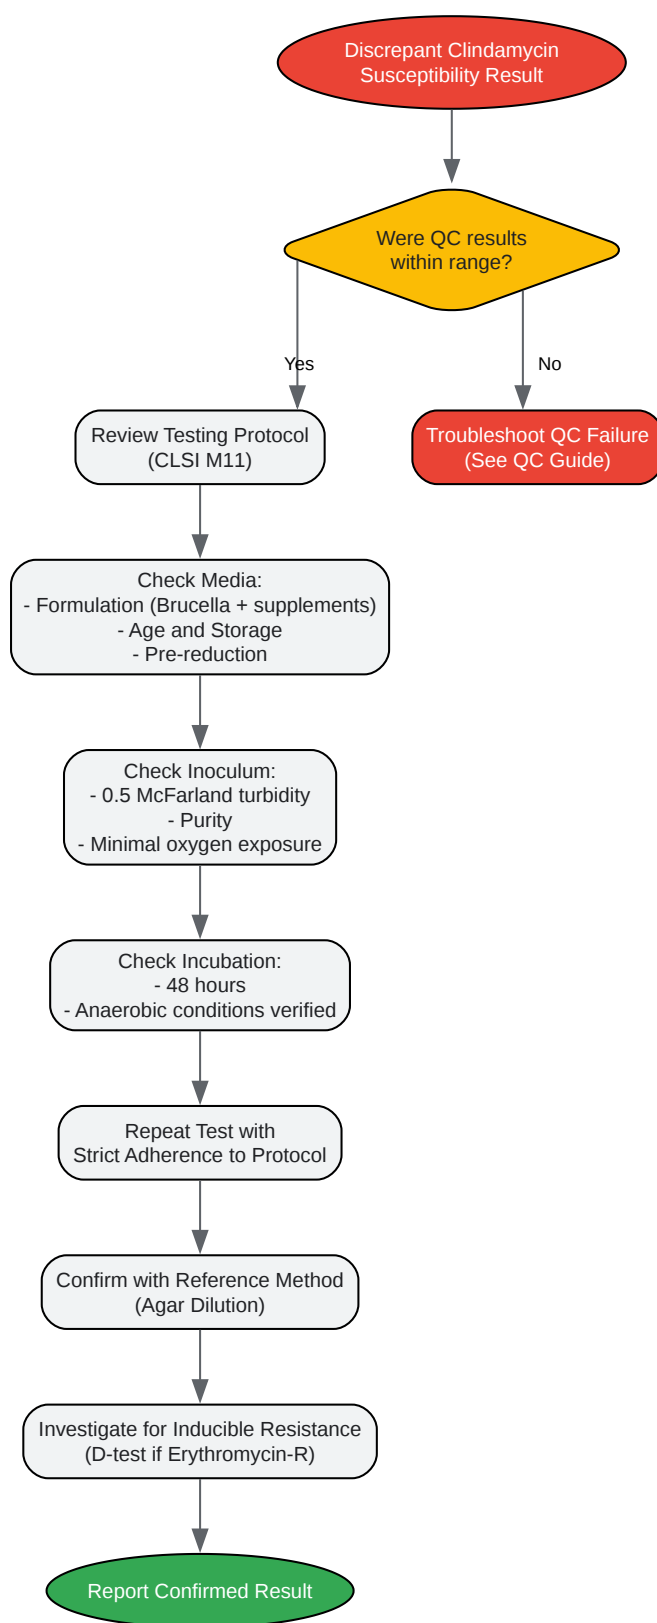 Discrepant Clindamycin
Susceptibility Result
Were QC results
within range?
Yes
No
Review Testing Protocol
(CLSI M11)
Troubleshoot QC Failure
(See QC Guide)
Check Media:
- Formulation (Brucella + supplements)
- Age and Storage
- Pre-reduction
Check Inoculum:
- 0.5 McFarland turbidity
- Purity
- Minimal oxygen exposure
Check Incubation:
- 48 hours
- Anaerobic conditions verified
Repeat Test with
Strict Adherence to Protocol
Confirm with Reference Method
(Agar Dilution)
Investigate for Inducible Resistance
(D-test if Erythromycin-R)
Report Confirmed Result